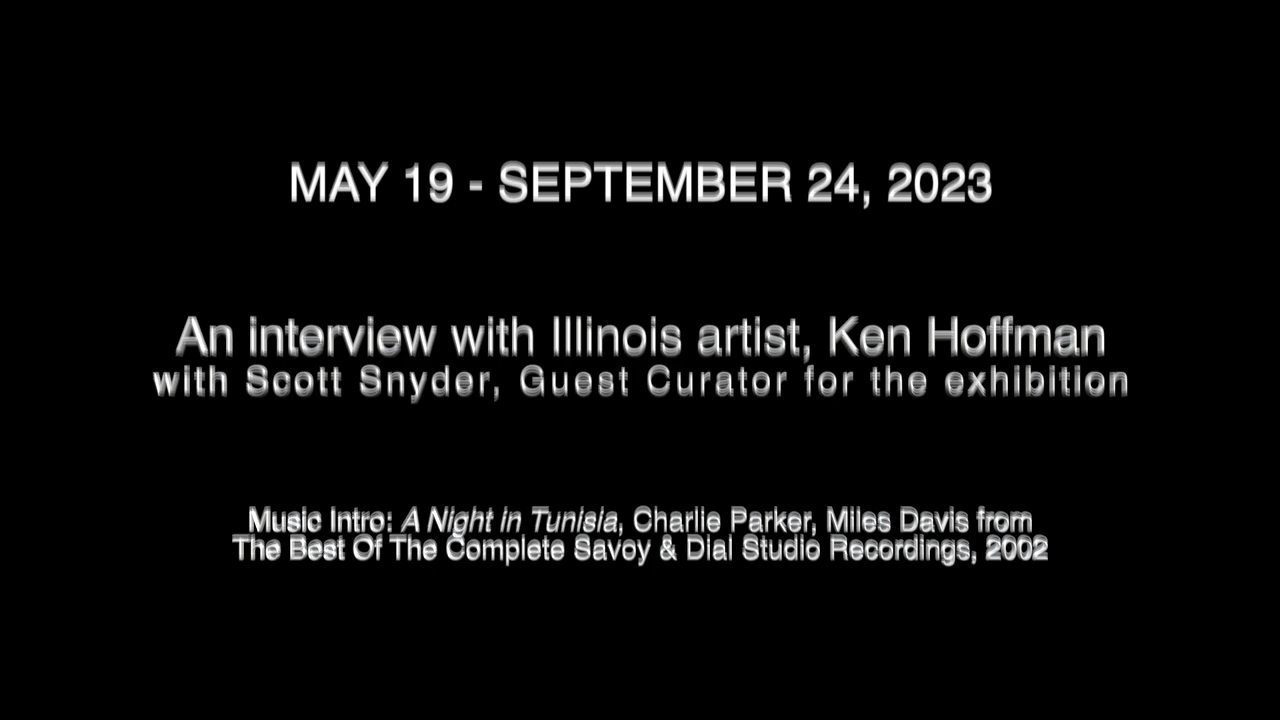 MAY 19 - SEPTEMBER 24, 2023
An interview with Illinois artist, Ken Hoffman
with Scott Snyder, Guest Curator for the exhibition
Music Intro: A Night in Tunisia, Charlie Parker, Miles Davis from
The Best Of The Complete Savoy & Dial Studio Recordings, 2002